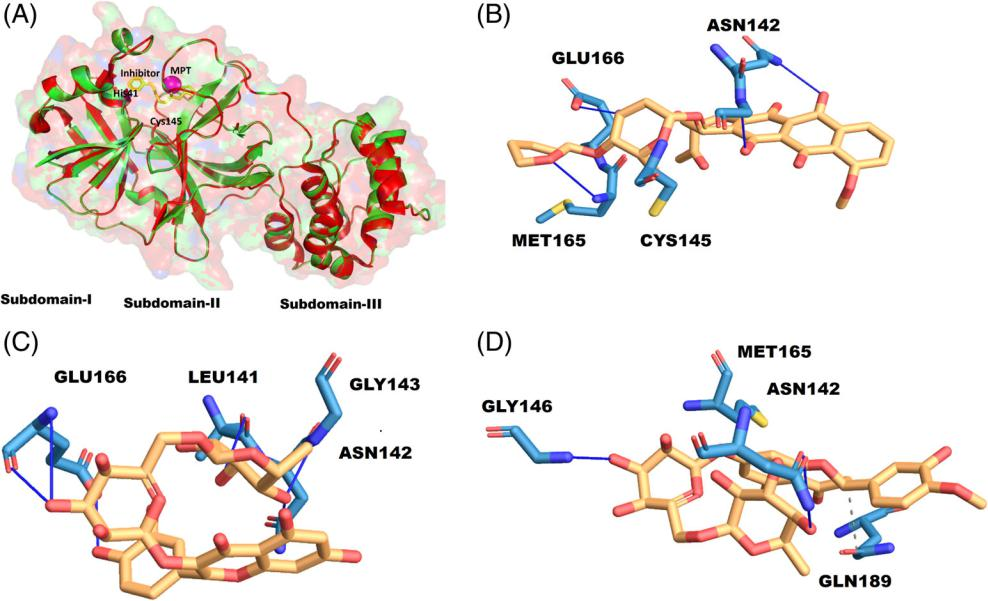 (A)
Inhibitor MPT
His41
Cys145
Subdomain-I Subdomain-II Subdomain-III
(B)
ASN142
GLU166
MET165 CYS145
(C)
GLU166 LEU141
GLY143
ASN142
(D)
MET165
ASN142
GLY146
GLN189